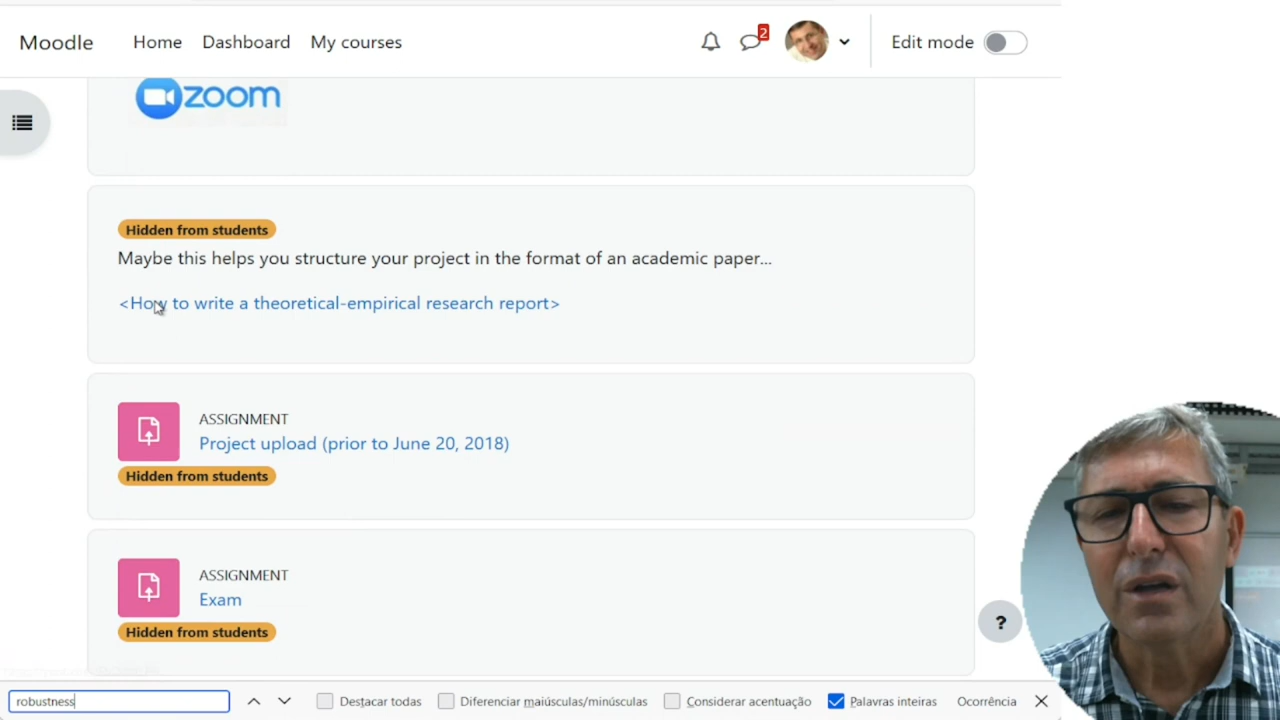 Moodle Home Dashboard My courses 2 Edit mode
zoom
Hidden from students
Maybe this helps you structure your project in the format of an academic paper...
<How to write a theoretical-empirical research report>
ASSIGNMENT
Project upload (prior to June 20, 2018)
Hidden from students
ASSIGNMENT
Exam
Hidden from students
?
robustness Destacar todas Diferenciar maiúsculas/minúsculas Considerar acentuação Palavras inteiras Ocorrência